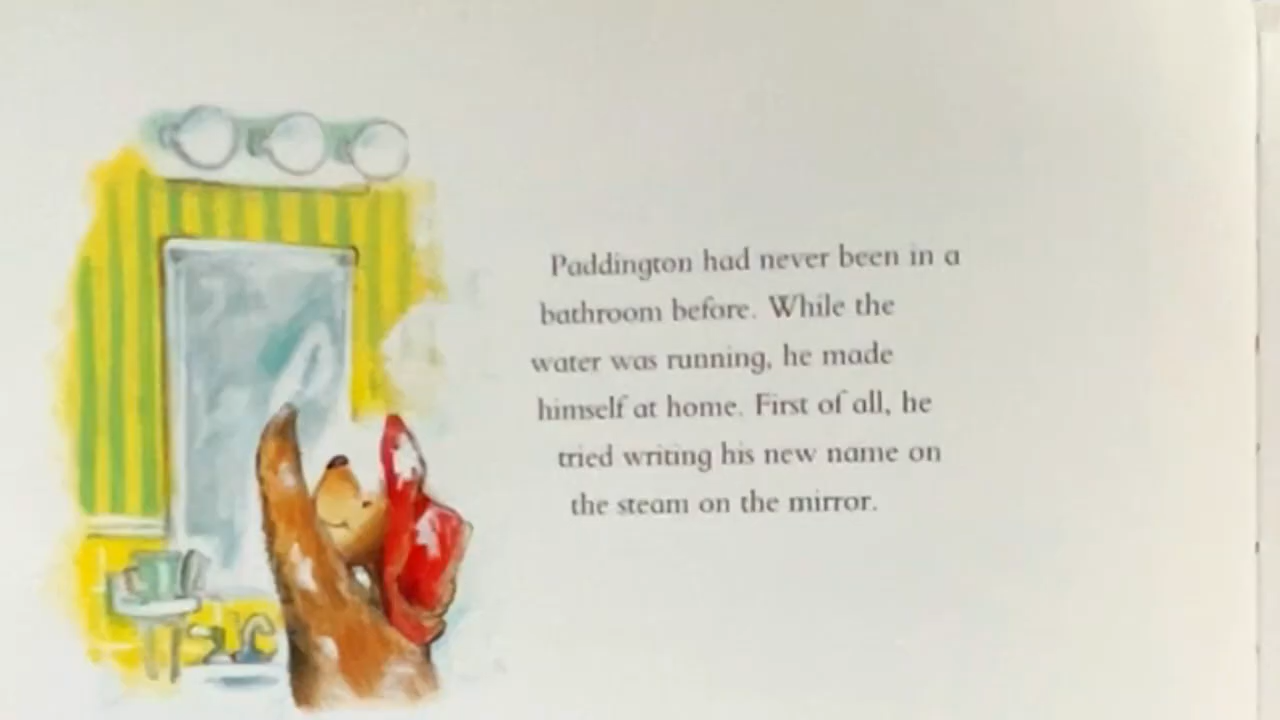 Paddington had never been in a
bathroom before. While the
water was running, he made
himself at home. First of all, he
tried writing his new name on
the steam on the mirror.